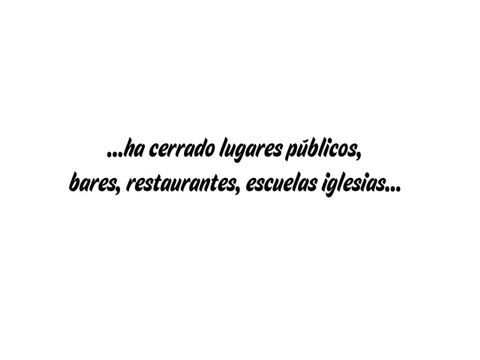 ...ha cerrado lugares públicos,
bares, restaurantes, escuelas iglesias...